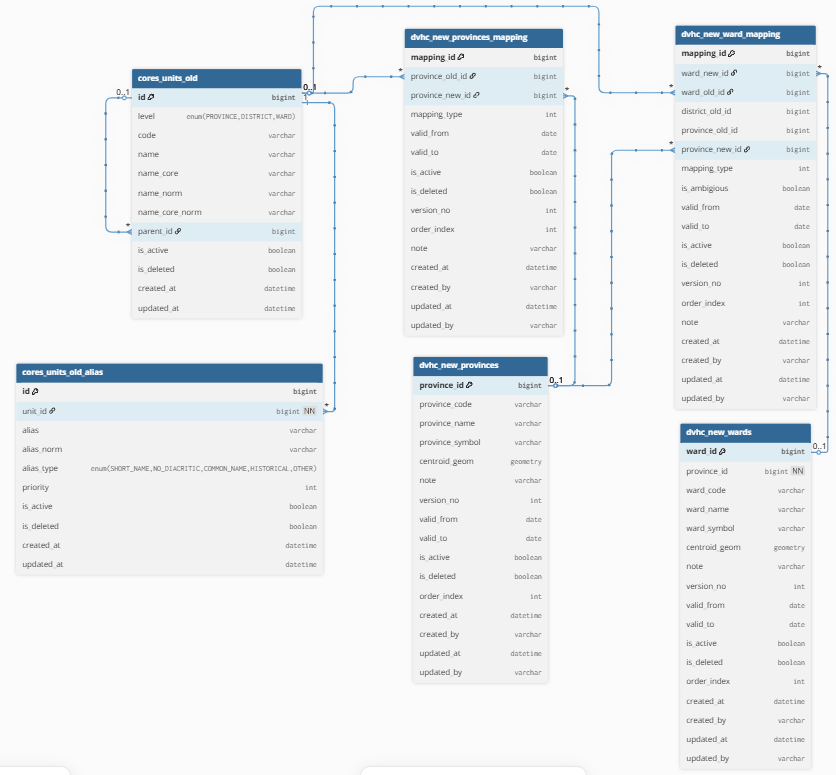 cores_units_old
id bigint
level enum(PROVINCE,DISTRICT,WARD)
code varchar
name varchar
name_core varchar
name_norm varchar
name_core_norm varchar
parent_id bigint
is_active boolean
is_deleted boolean
created_at datetime
updated_at datetime
0..1
*
0..1
1
cores_units_old_alias
id bigint
unit_id bigint NN
alias varchar
alias_norm varchar
alias_type enum(SHORT_NAME,NO_DIACRITIC,COMMON_NAME,HISTORICAL,OTHER)
priority int
is_active boolean
is_deleted boolean
created_at datetime
updated_at datetime
*
dvhc_new_provinces_mapping
mapping_id bigint
province_old_id bigint
province_new_id bigint
mapping_type int
valid_from date
valid_to date
is_active boolean
is_deleted boolean
version_no int
order_index int
note varchar
created_at datetime
created_by varchar
updated_at datetime
updated_by varchar
*
*
dvhc_new_provinces
province_id bigint
province_code varchar
province_name varchar
province_symbol varchar
centroid_geom geometry
note varchar
version_no int
valid_from date
valid_to date
is_active boolean
is_deleted boolean
order_index int
created_at datetime
created_by varchar
updated_at datetime
updated_by varchar
0..1
dvhc_new_ward_mapping
mapping_id bigint
ward_new_id bigint
ward_old_id bigint
district_old_id bigint
province_old_id bigint
province_new_id bigint
mapping_type int
is_ambigious boolean
valid_from date
valid_to date
is_active boolean
is_deleted boolean
version_no int
order_index int
note varchar
created_at datetime
created_by varchar
updated_at datetime
updated_by varchar
*
*
*
dvhc_new_wards
ward_id bigint
province_id bigint NN
ward_code varchar
ward_name varchar
ward_symbol varchar
centroid_geom geometry
note varchar
version_no int
valid_from date
valid_to date
is_active boolean
is_deleted boolean
order_index int
created_at datetime
created_by varchar
updated_at datetime
updated_by varchar
0..1